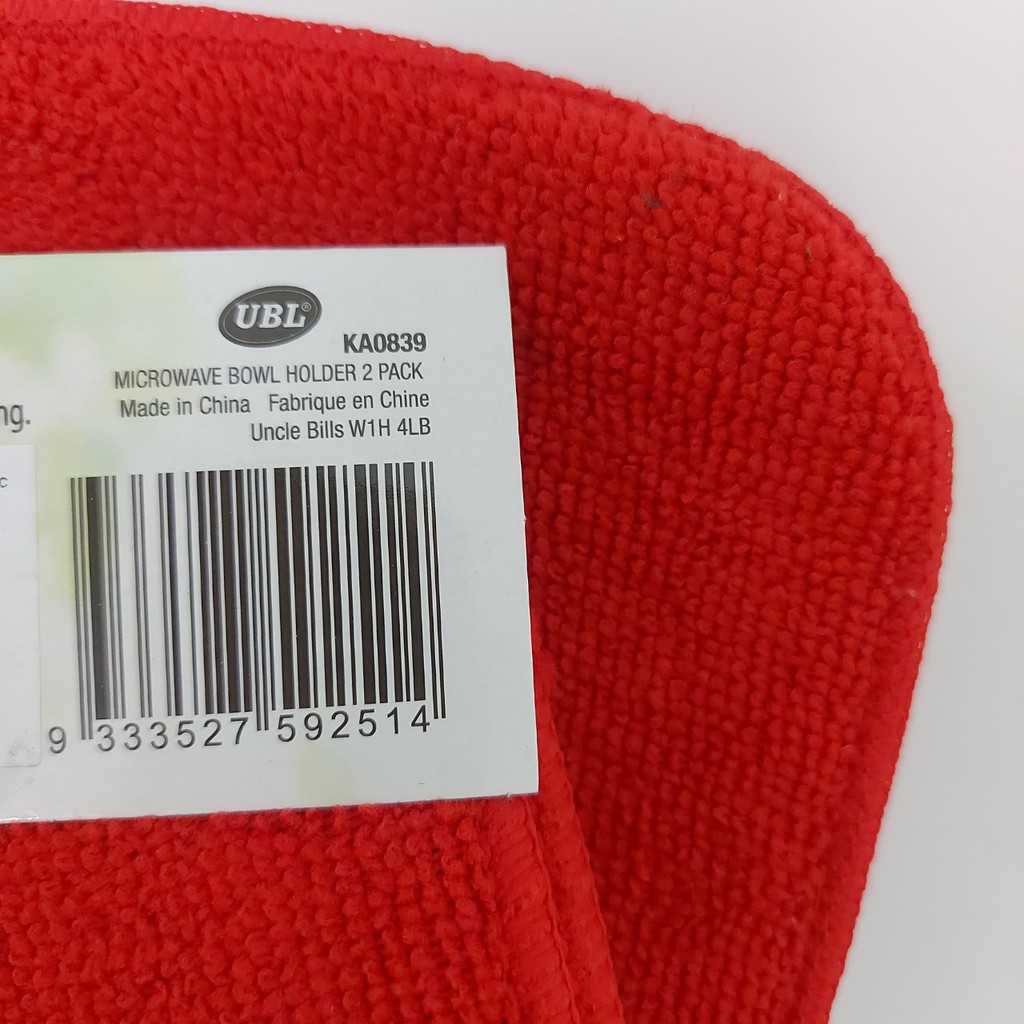 UBL®
KA0839
MICROWAVE BOWL HOLDER 2 PACK
Made in China Fabrique en Chine
ng.
Uncle Bills W1H 4LB
c
9 333527 592514